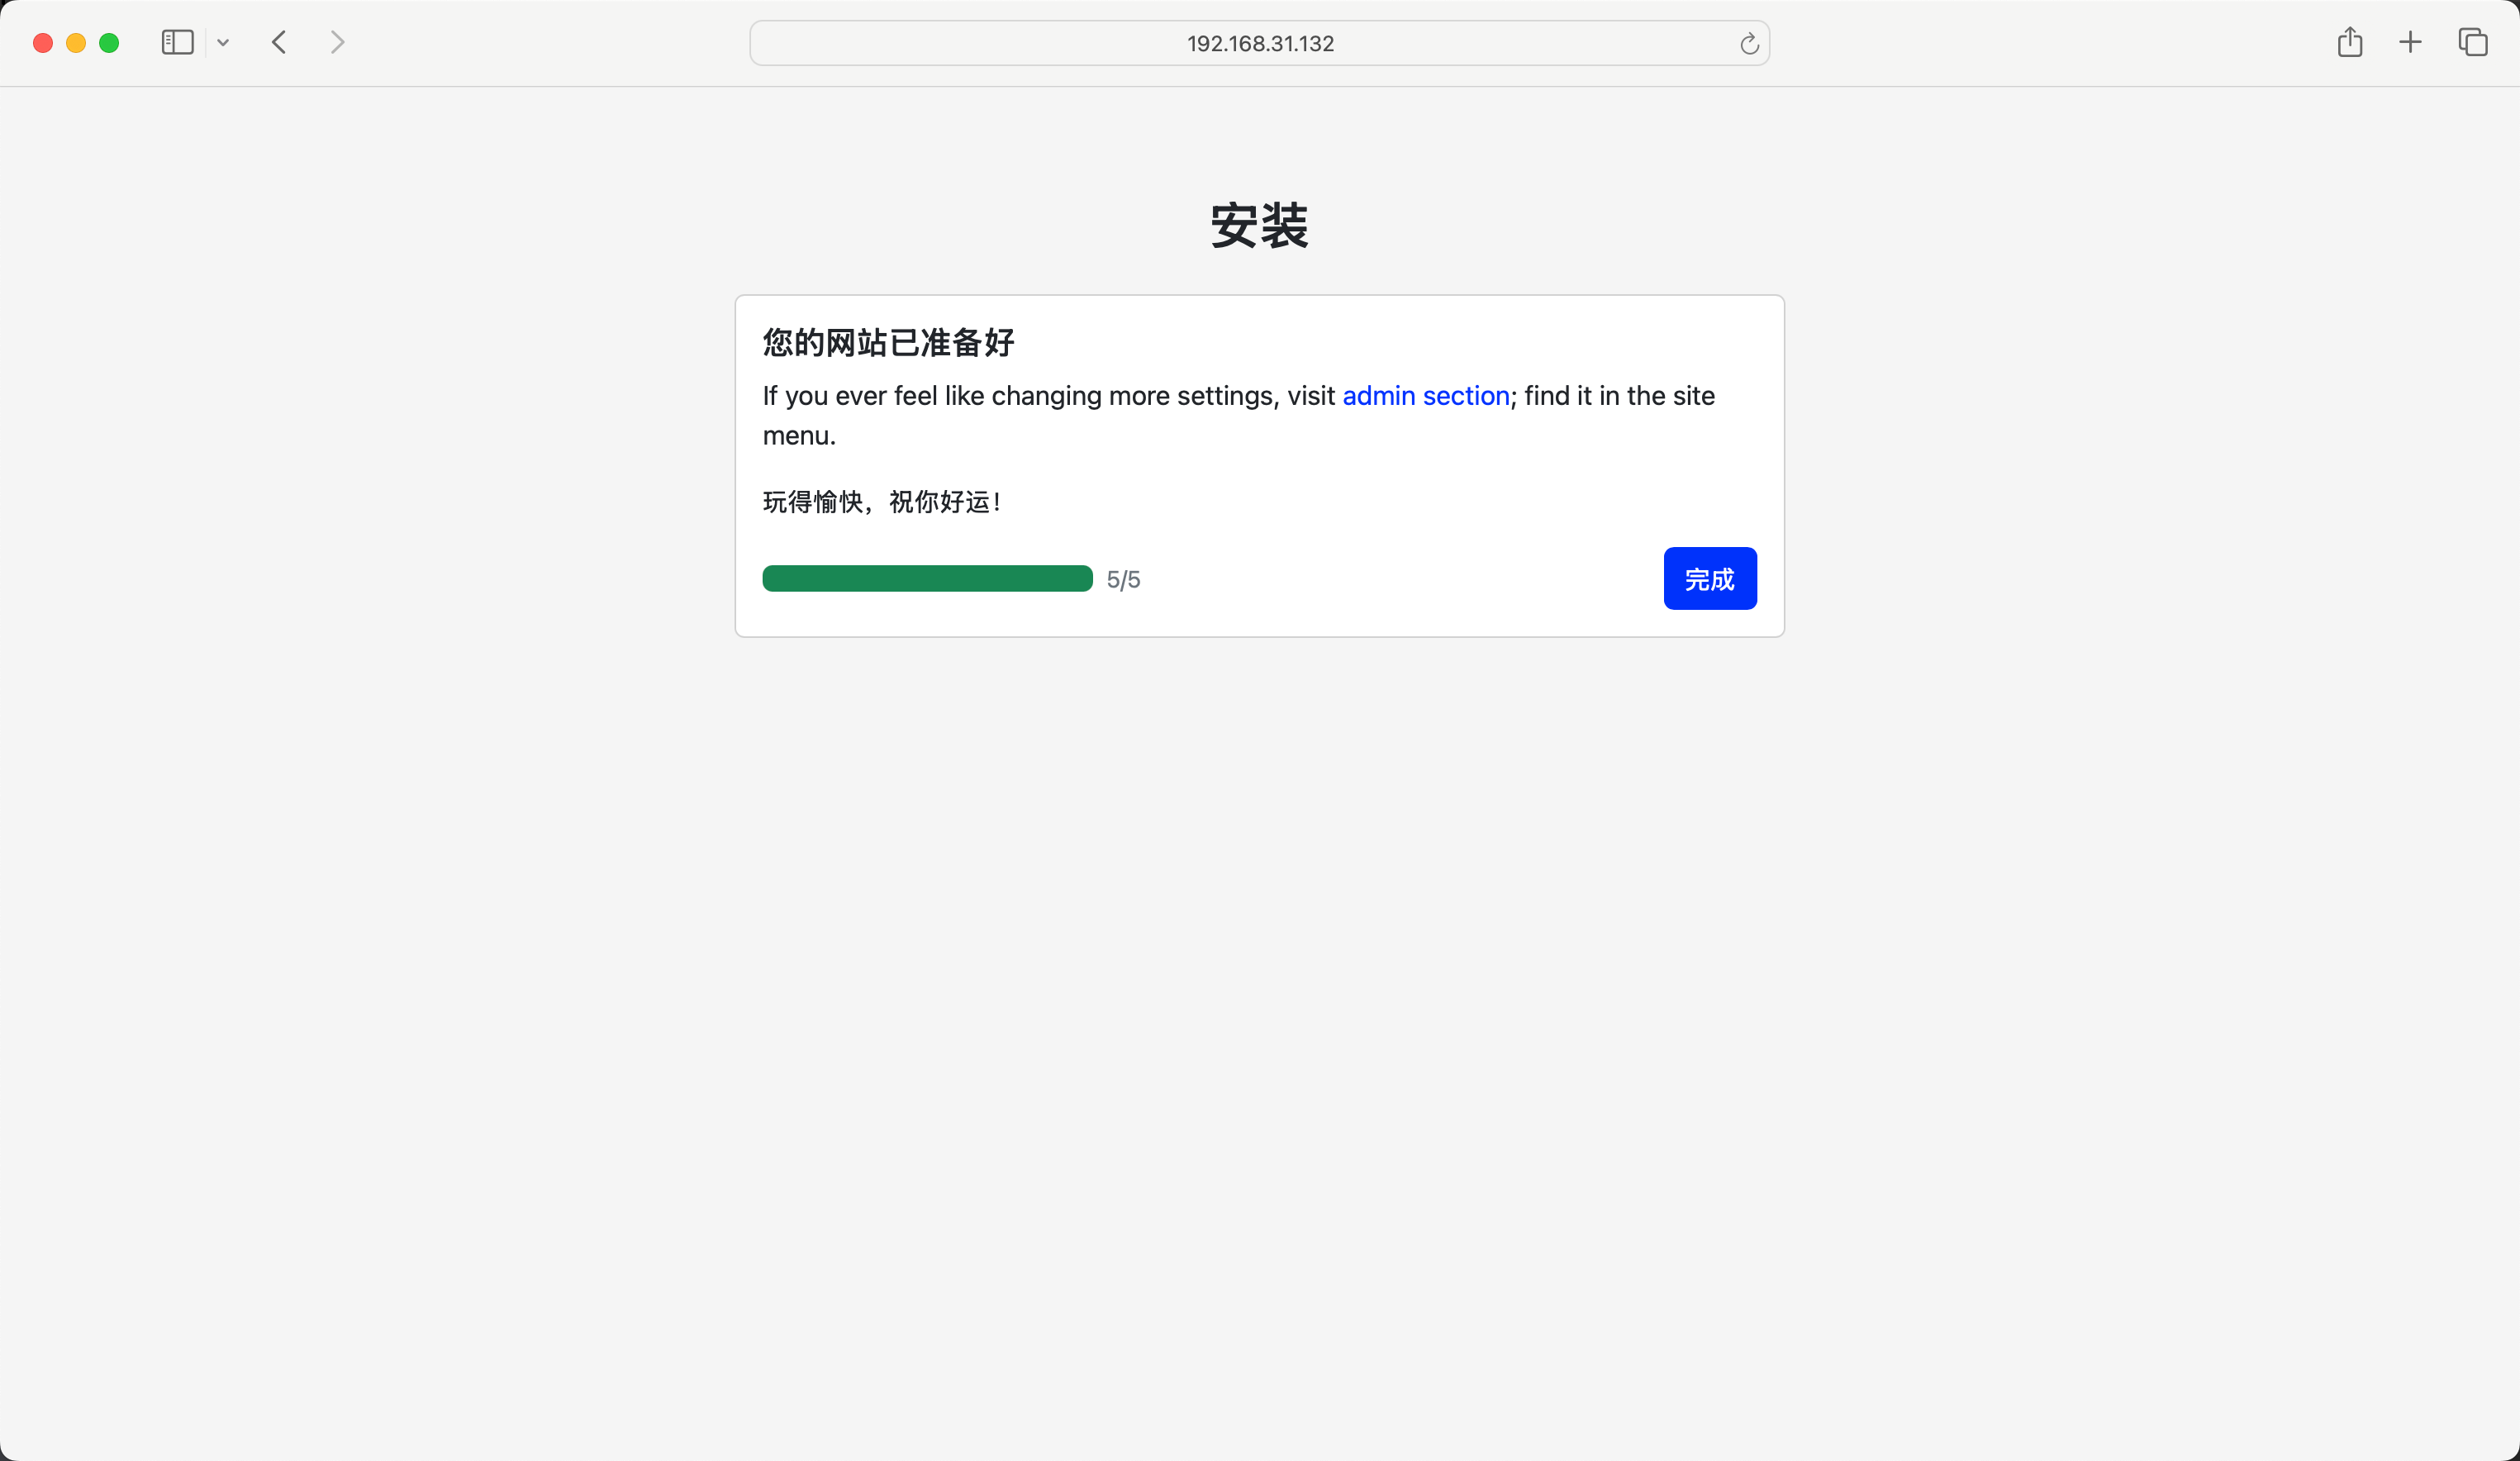 192.168.31.132
安装
您的网站已准备好
If you ever feel like changing more settings, visit admin section; find it in the site
menu.
玩得愉快，祝你好运！
5/5
完成